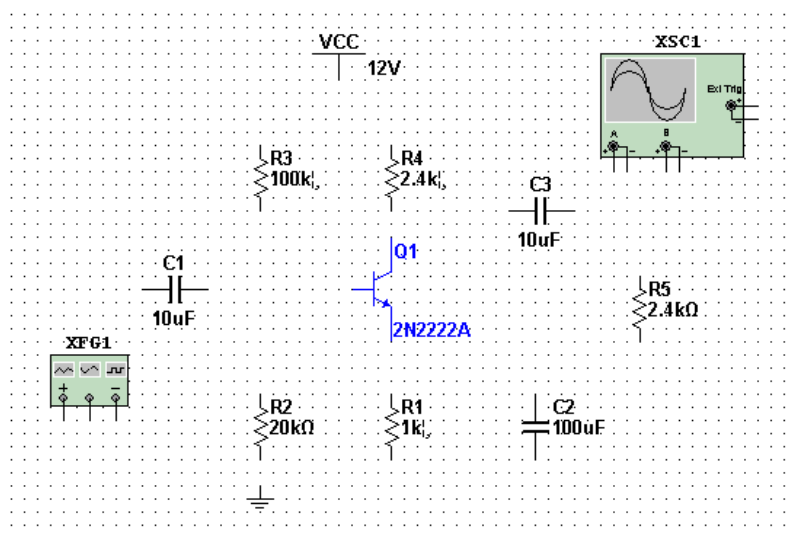 VCC
12V
XSC1
Ext Trig
+
-
A
B
+ - + -
R3
100k
R4
2.4k
C3
10uF
Q1
2N2222A
C1
10uF
R5
2.4kΩ
XFG1
+ -
R2
20kΩ
R1
1k
C2
100uF